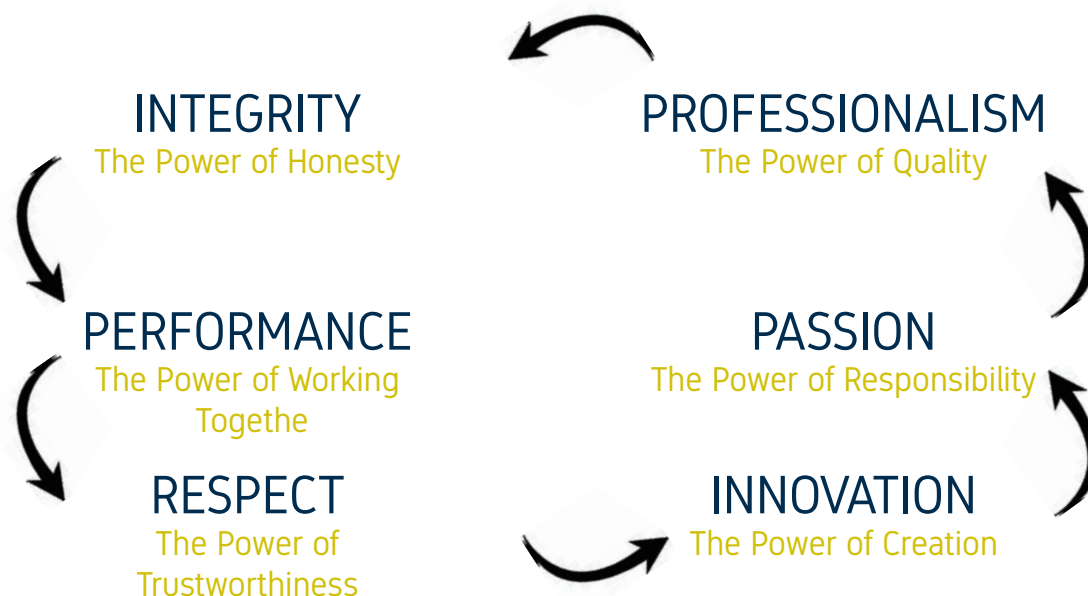 INTEGRITY
The Power of Honesty
PROFESSIONALISM
The Power of Quality
PERFORMANCE
The Power of Working
Togethe
PASSION
The Power of Responsibility
RESPECT
The Power of
Trustworthiness
INNOVATION
The Power of Creation